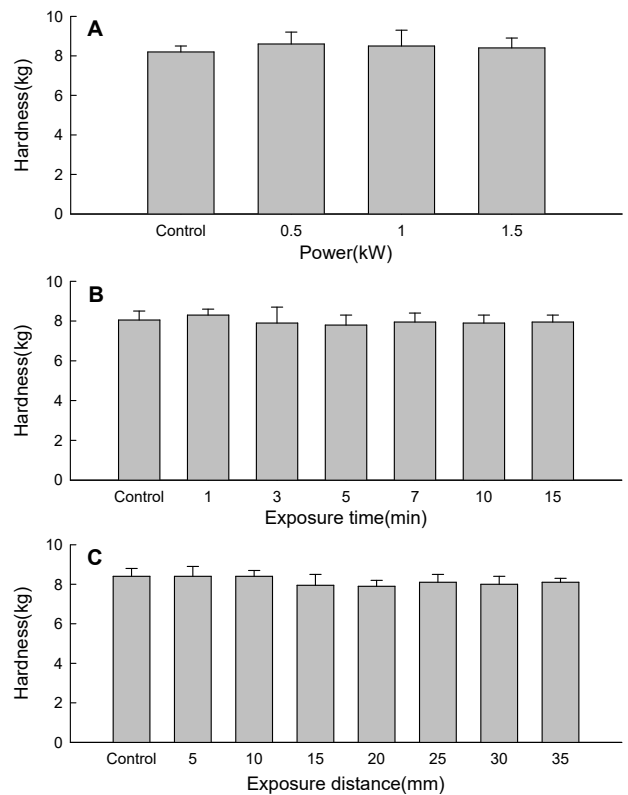 A
Hardness(kg)
10
8
6
4
2
0
Control 0.5 1 1.5
Power(kW)
B
Hardness(kg)
10
8
6
4
2
0
Control 1 3 5 7 10 15
Exposure time(min)
C
Hardness(kg)
10
8
6
4
2
0
Control 5 10 15 20 25 30 35
Exposure distance(mm)